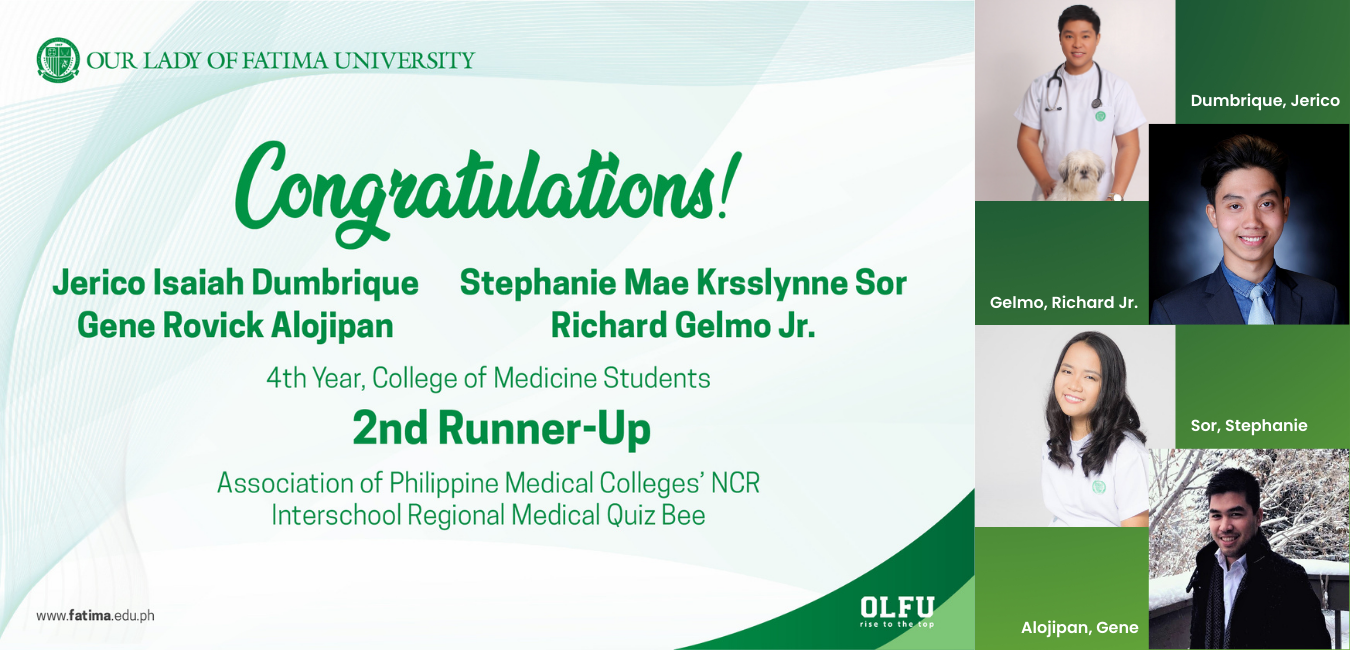 OUR LADY OF FATIMA UNIVERSITY
Congratulations!
Jerico Isaiah Dumbrique
Stephanie Mae Krsslynne Sor
Gene Rovick Alojipan
Richard Gelmo Jr.
4th Year, College of Medicine Students
2nd Runner-Up
Association of Philippine Medical Colleges’ NCR
Interschool Regional Medical Quiz Bee
www.fatima.edu.ph
OLFU
rise to the top
Dumbrique, Jerico
Gelmo, Richard Jr.
Sor, Stephanie
Alojipan, Gene